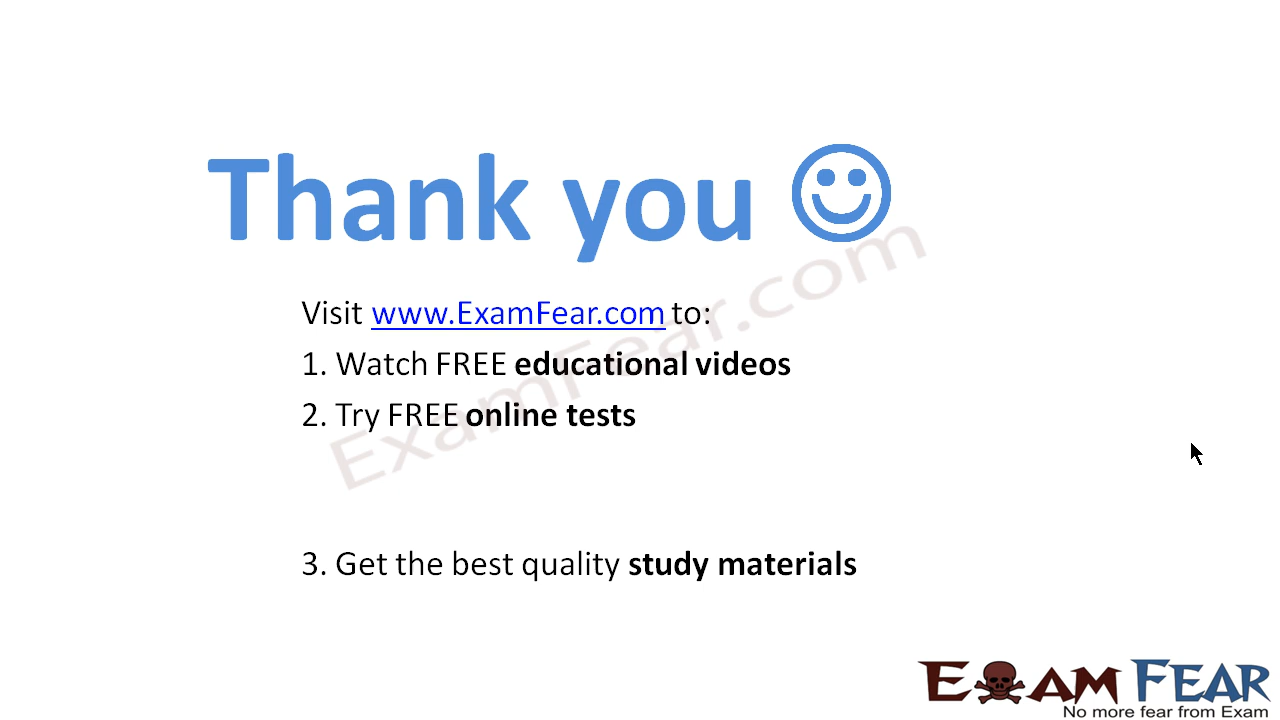 Thank you
Visit www.ExamFear.com to:
1. Watch FREE educational videos
2. Try FREE online tests
3. Get the best quality study materials
ExamFear.com
EXAM FEAR
No more fear from Exam